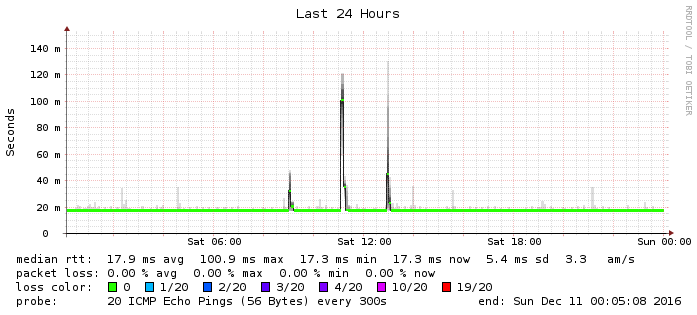 Last 24 Hours
RRDTOOL / TOBI OETIKER
Seconds
140 m
120 m
100 m
80 m
60 m
40 m
20 m
0
Sat 06:00 Sat 12:00 Sat 18:00 Sun 00:00
median rtt: 17.9 ms avg 100.9 ms max 17.3 ms min 17.3 ms now 5.4 ms sd 3.3 am/s
packet loss: 0.00 % avg 0.00 % max 0.00 % min 0.00 % now
loss color: 0 1/20 2/20 3/20 4/20 10/20 19/20
probe: 20 ICMP Echo Pings (56 Bytes) every 300s end: Sun Dec 11 00:05:08 2016